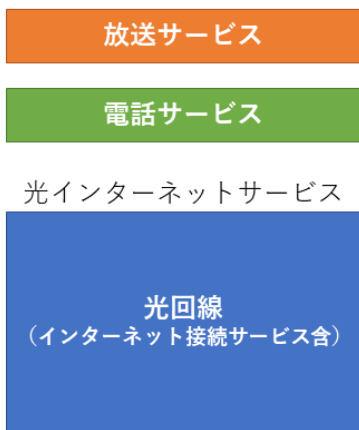 放送サービス
電話サービス
光インターネットサービス
光回線
（インターネット接続サービス含）